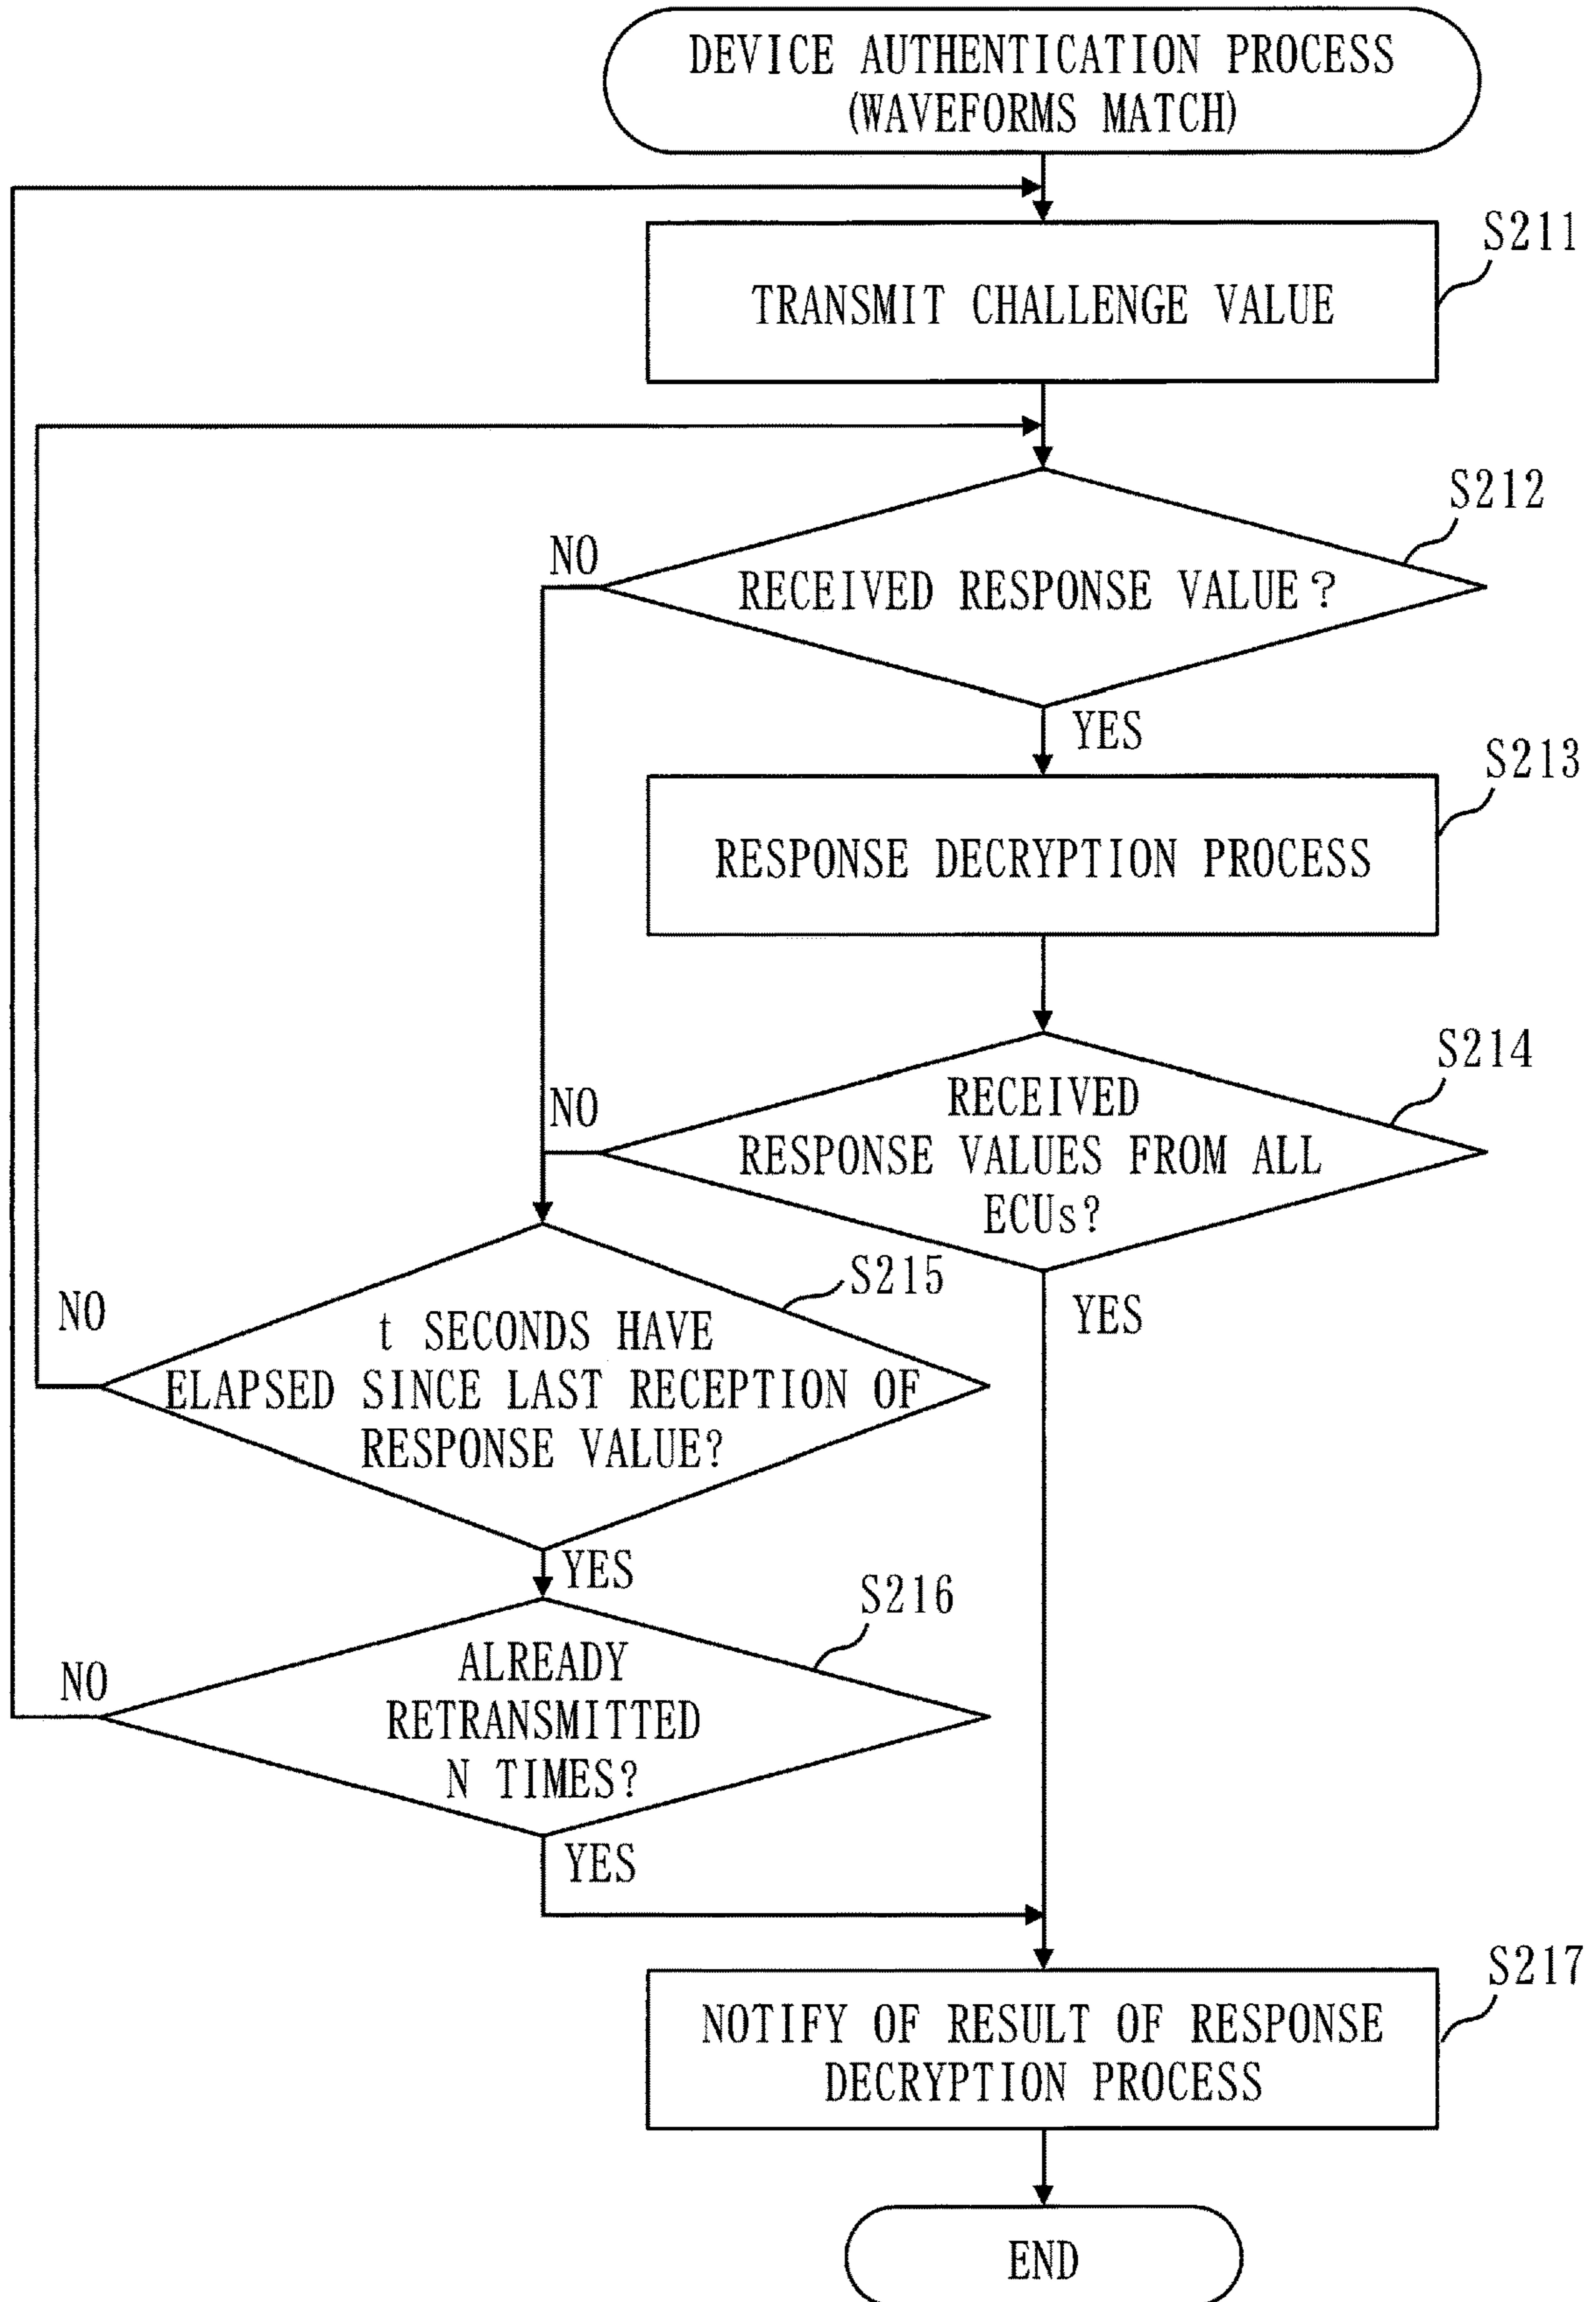 DEVICE AUTHENTICATION PROCESS
(WAVEFORMS MATCH)
S211
TRANSMIT CHALLENGE VALUE
S212
NO
RECEIVED RESPONSE VALUE?
YES
S213
RESPONSE DECRYPTION PROCESS
S214
NO
RECEIVED
RESPONSE VALUES FROM ALL
ECUs?
YES
S215
NO
t SECONDS HAVE
ELAPSED SINCE LAST RECEPTION OF
RESPONSE VALUE?
YES
S216
NO
ALREADY
RETRANSMITTED
N TIMES?
YES
S217
NOTIFY OF RESULT OF RESPONSE
DECRYPTION PROCESS
END